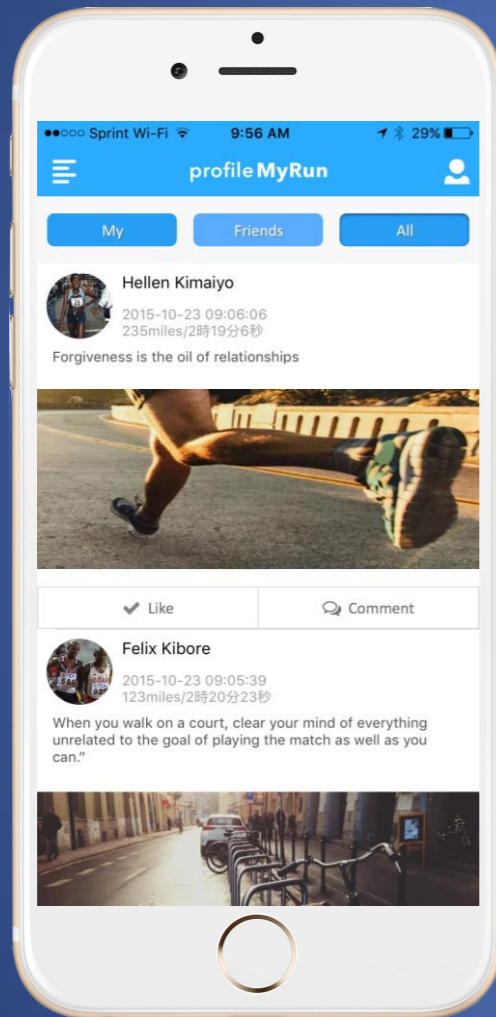 ●●○○○ Sprint Wi-Fi 9:56 AM 29%
profile MyRun
My Friends All
Hellen Kimaiyo
2015-10-23 09:06:06
235miles/2時19分6秒
Forgiveness is the oil of relationships
Like Comment
Felix Kibore
2015-10-23 09:05:39
123miles/2時20分23秒
When you walk on a court, clear your mind of everything
unrelated to the goal of playing the match as well as you
can.”